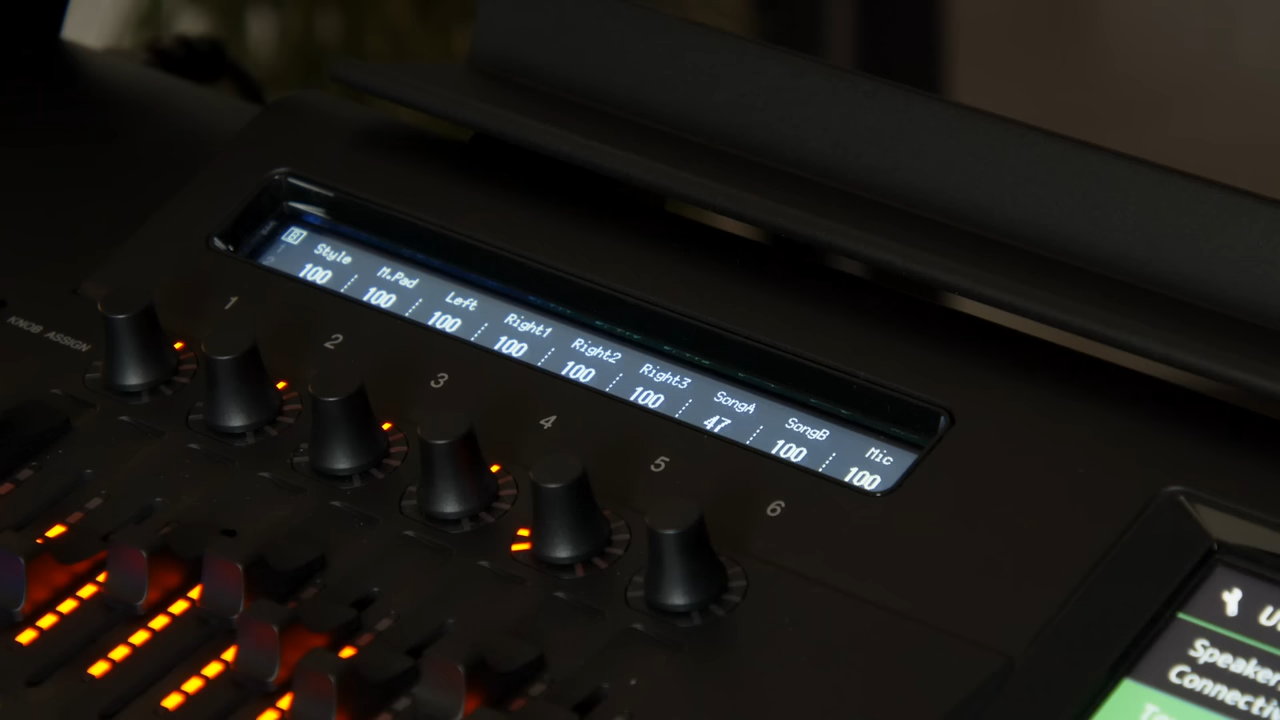 B
Style M.Pad Left Right1 Right2 Right3 SongA SongB Mic
100 100 100 100 100 100 47 100 100
KNOB ASSIGN
1 2 3 4 5 6
Speaker
Connectiv